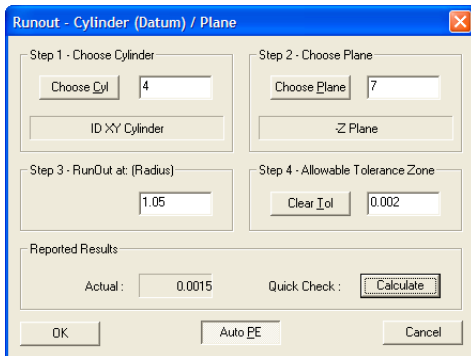 Runout - Cylinder (Datum) / Plane
Step 1 - Choose Cylinder
Choose Cyl
4
ID XY Cylinder
Step 2 - Choose Plane
Choose Plane
7
-Z Plane
Step 3 - RunOut at: (Radius)
1.05
Step 4 - Allowable Tolerance Zone
Clear Tol
0.002
Reported Results
Actual : 0.0015
Quick Check : Calculate
OK
Auto PE
Cancel